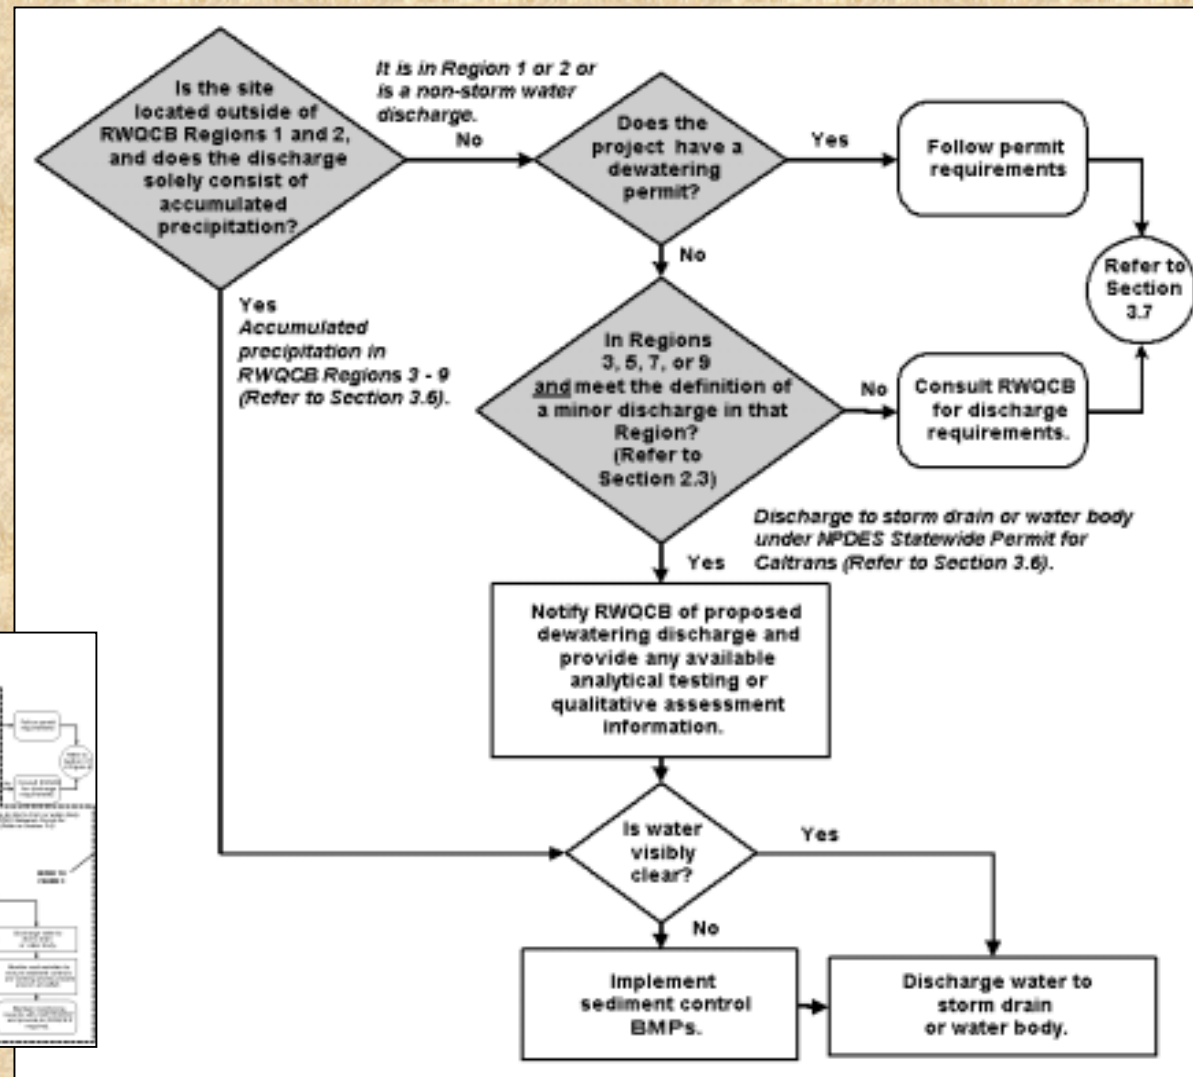 Is the site
located outside of
RWQCB Regions 1 and 2,
and does the discharge
solely consist of
accumulated
precipitation?
It is in Region 1 or 2 or
is a non-storm water
discharge.
No
Does the
project have a
dewatering
permit?
Yes
Follow permit
requirements
Refer to
Section
3.7
No
Yes
Accumulated
precipitation in
RWQCB Regions 3 - 9
(Refer to Section 3.6).
In Regions
3, 5, 7, or 9
and meet the definition of
a minor discharge in that
Region?
(Refer to
Section 2.3)
No
Consult RWQCB
for discharge
requirements.
Discharge to storm drain or water body
under NPDES Statewide Permit for
Caltrans (Refer to Section 3.6).
Yes
Notify RWQCB of proposed
dewatering discharge and
provide any available
analytical testing or
qualitative assessment
information.
Is water
visibly
clear?
Yes
No
Implement
sediment control
BMPs.
Discharge water to
storm drain
or water body.